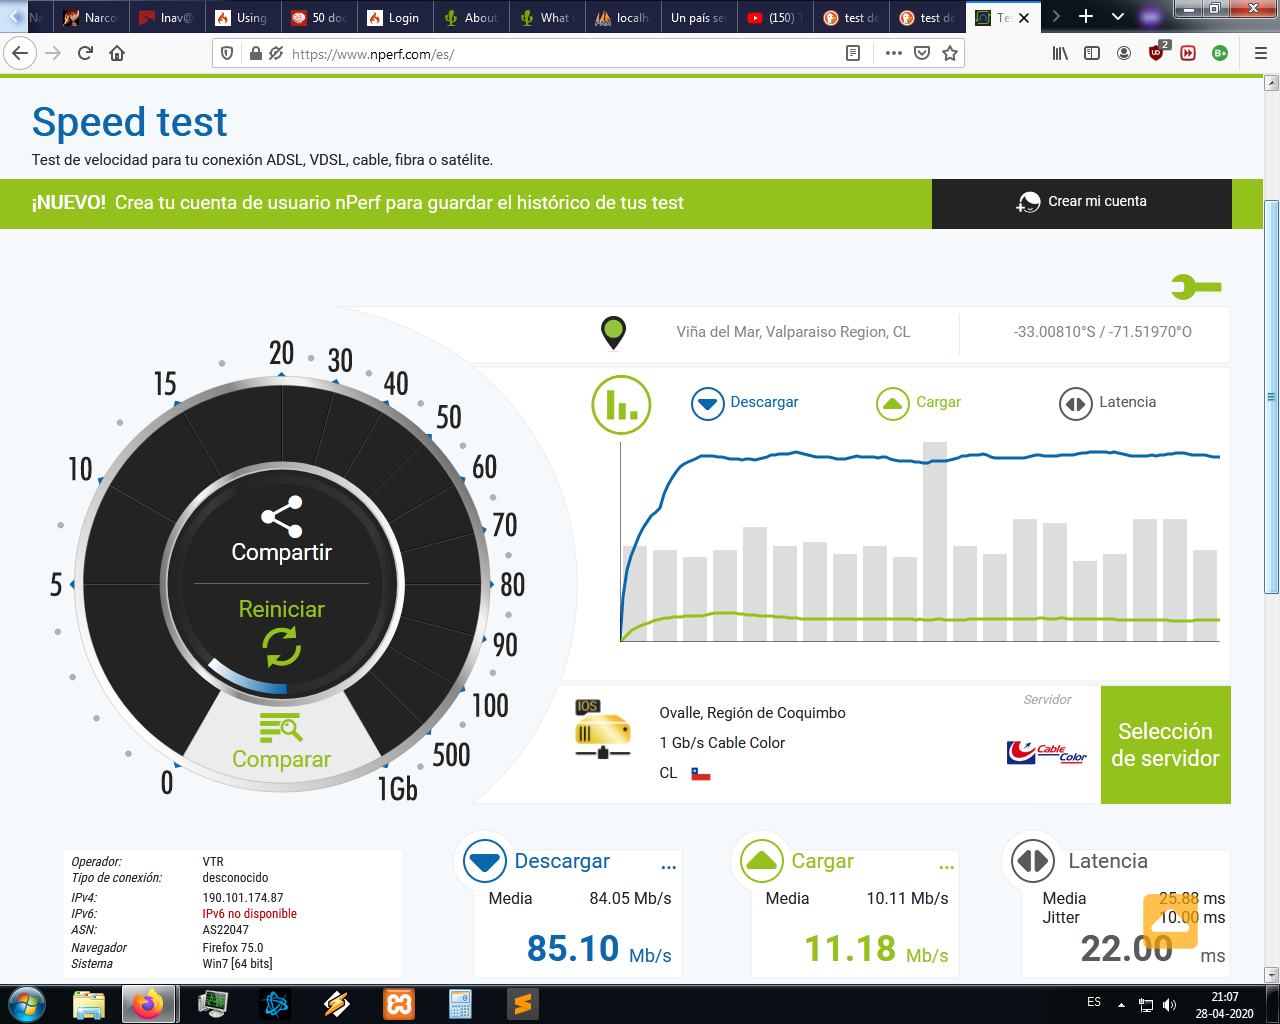 Na
Narcos
Inav@
Using
50 doc
Login
About
What i
localho
Un país se
(150) T
test de
test de
Te
https://www.nperf.com/es/
2
Speed test
Test de velocidad para tu conexión ADSL, VDSL, cable, fibra o satélite.
¡NUEVO! Crea tu cuenta de usuario nPerf para guardar el histórico de tus test
Crear mi cuenta
Viña del Mar, Valparaiso Region, CL
-33.00810°S / -71.51970°O
Descargar
Cargar
Latencia
0
5
10
15
20
30
40
50
60
70
80
90
100
500
1Gb
Compartir
Reiniciar
Comparar
IOS
Ovalle, Región de Coquimbo
1 Gb/s Cable Color
CL
Servidor
Cable Color
Selección
de servidor
Operador: VTR
Tipo de conexión: desconocido
IPv4: 190.101.174.87
IPv6: IPv6 no disponible
ASN: AS22047
Navegador Firefox 75.0
Sistema Win7 [64 bits]
Descargar ...
Media 84.05 Mb/s
85.10 Mb/s
Cargar ...
Media 10.11 Mb/s
11.18 Mb/s
Latencia
Media 25.88 ms
Jitter 10.00 ms
22.00 ms
ES
21:07
28-04-2020